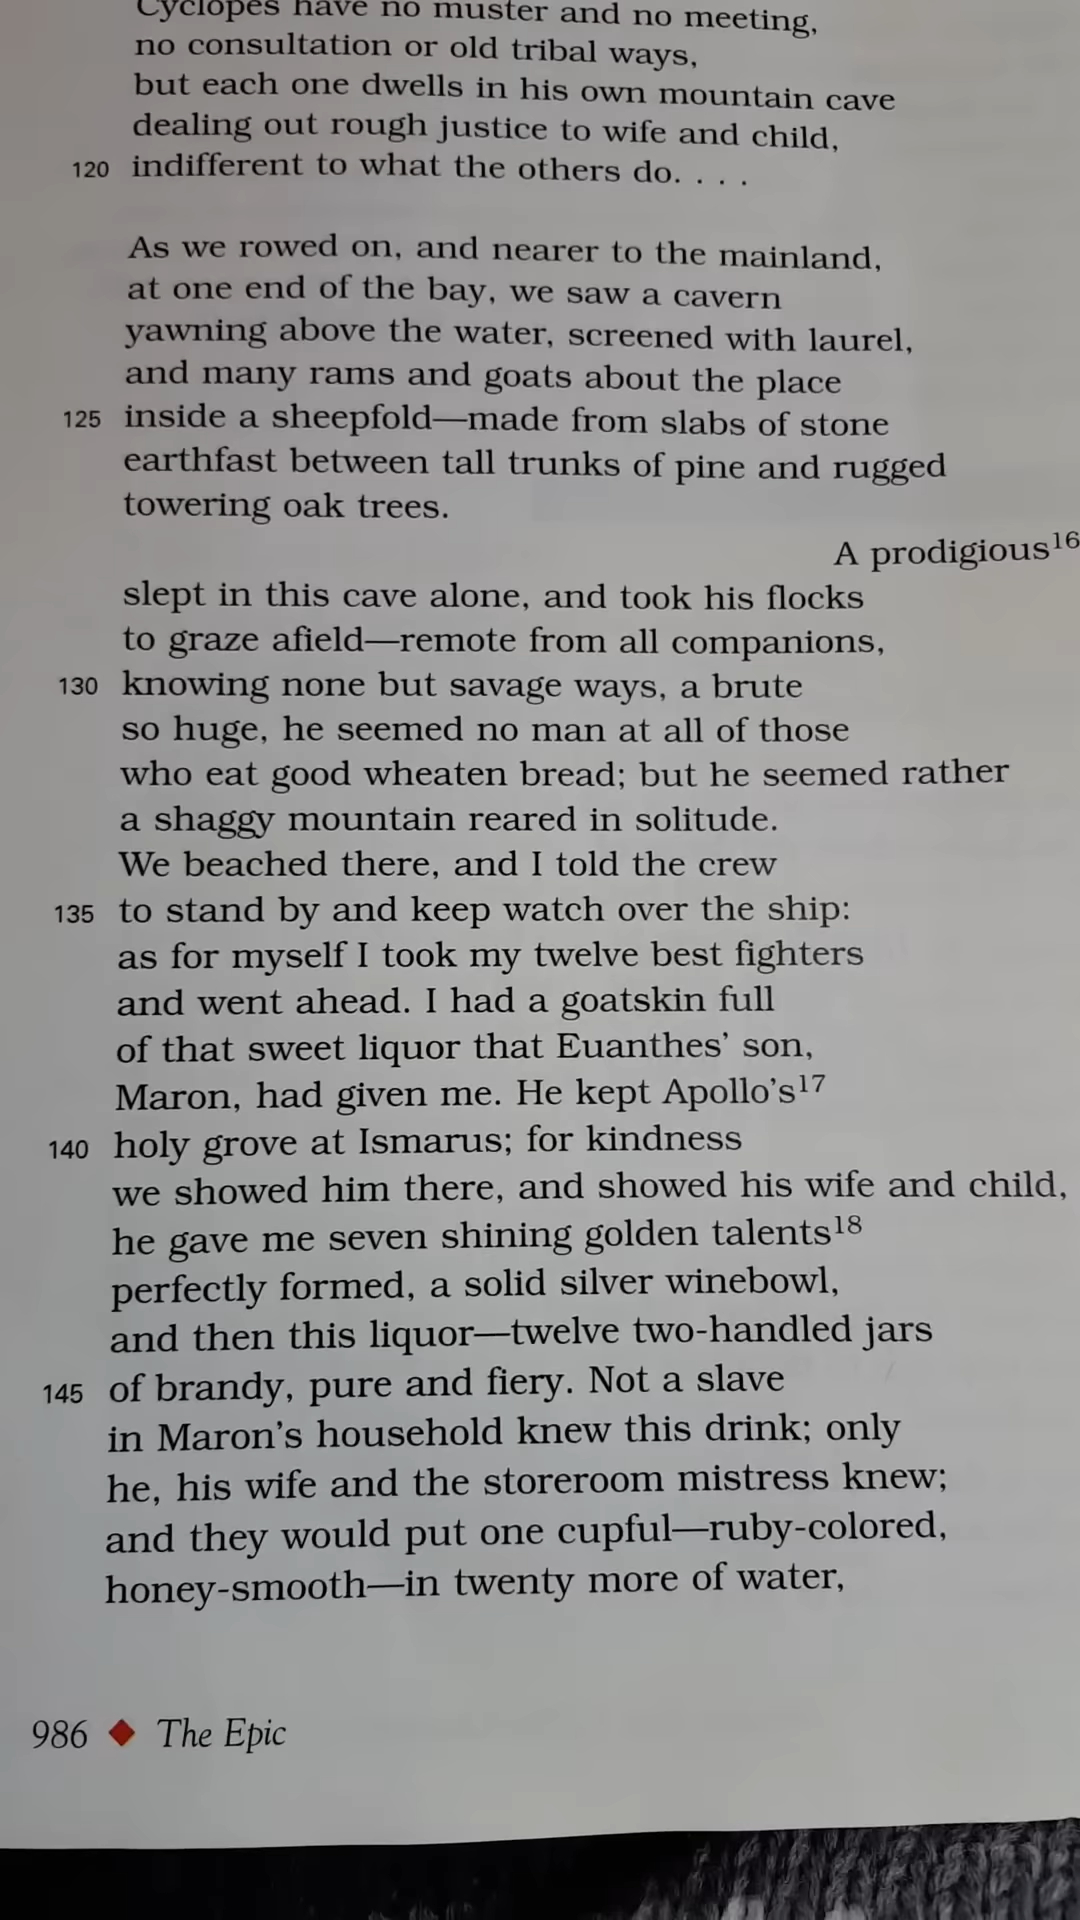 Cyclopes have no muster and no meeting,
no consultation or old tribal ways,
but each one dwells in his own mountain cave
dealing out rough justice to wife and child,
120 indifferent to what the others do. . . .
As we rowed on, and nearer to the mainland,
at one end of the bay, we saw a cavern
yawning above the water, screened with laurel,
and many rams and goats about the place
125 inside a sheepfold—made from slabs of stone
earthfast between tall trunks of pine and rugged
towering oak trees.
A prodigious16
slept in this cave alone, and took his flocks
to graze afield—remote from all companions,
130 knowing none but savage ways, a brute
so huge, he seemed no man at all of those
who eat good wheaten bread; but he seemed rather
a shaggy mountain reared in solitude.
We beached there, and I told the crew
135 to stand by and keep watch over the ship:
as for myself I took my twelve best fighters
and went ahead. I had a goatskin full
of that sweet liquor that Euanthes’ son,
Maron, had given me. He kept Apollo’s17
140 holy grove at Ismarus; for kindness
we showed him there, and showed his wife and child,
he gave me seven shining golden talents18
perfectly formed, a solid silver winebowl,
and then this liquor—twelve two-handled jars
145 of brandy, pure and fiery. Not a slave
in Maron’s household knew this drink; only
he, his wife and the storeroom mistress knew;
and they would put one cupful—ruby-colored,
honey-smooth—in twenty more of water,
986 ◆ The Epic